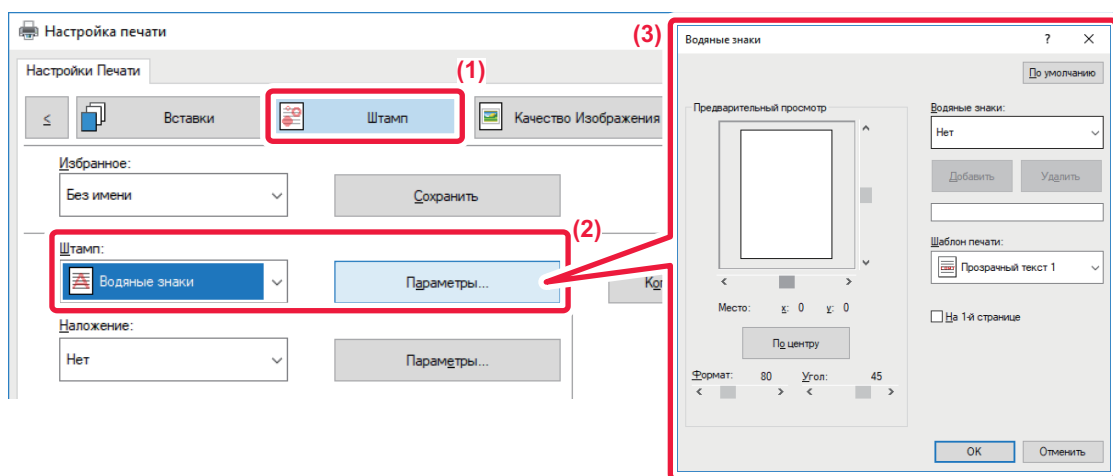 Настройка печати
Настройки Печати
(1)
≤
Вставки
Штамп
Качество Изображения
Избранное:
Без имени
Сохранить
(2)
Штамп:
Водяные знаки
Параметры...
Наложение:
Нет
Параметры...
(3)
Водяные знаки
?
По умолчанию
Предварительный просмотр
Водяные знаки:
Нет
Добавить
Удалить
Шаблон печати:
Прозрачный текст 1
Место: x: 0 y: 0
На 1-й странице
По центру
Формат: 80 Угол: 45
OK
Отменить